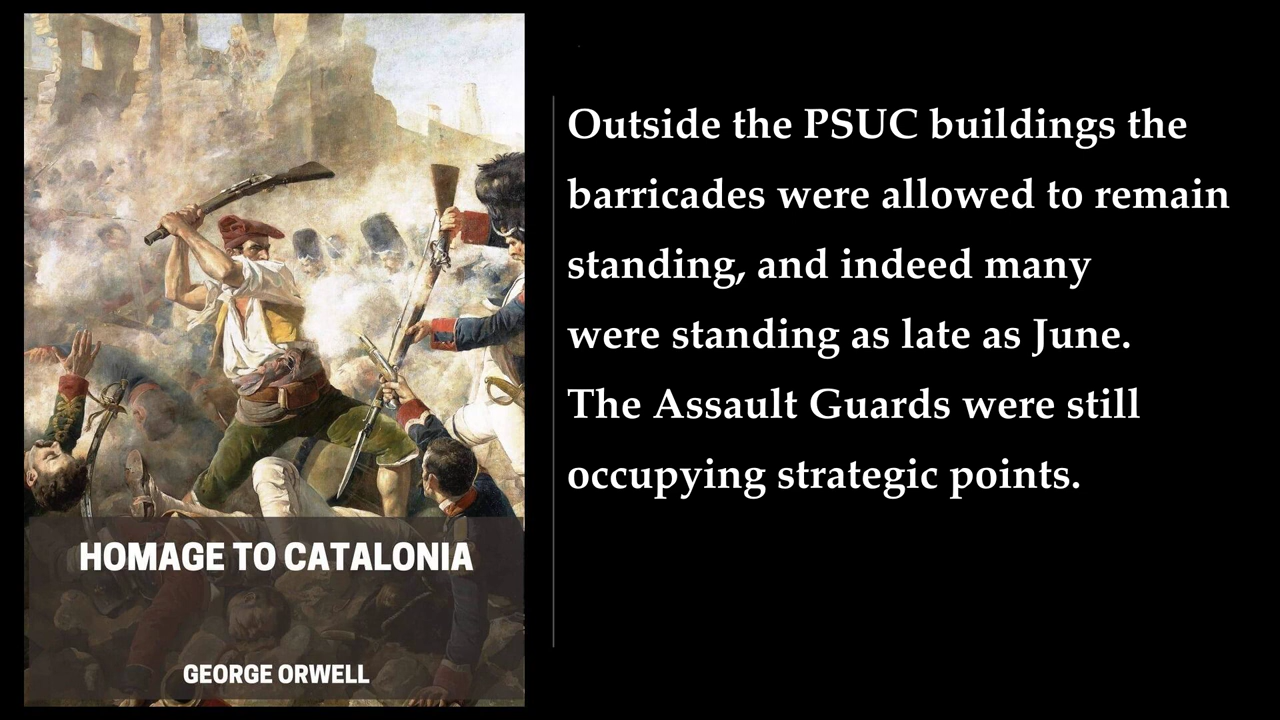 HOMAGE TO CATALONIA
GEORGE ORWELL
Outside the PSUC buildings the
barricades were allowed to remain
standing, and indeed many
were standing as late as June.
The Assault Guards were still
occupying strategic points.